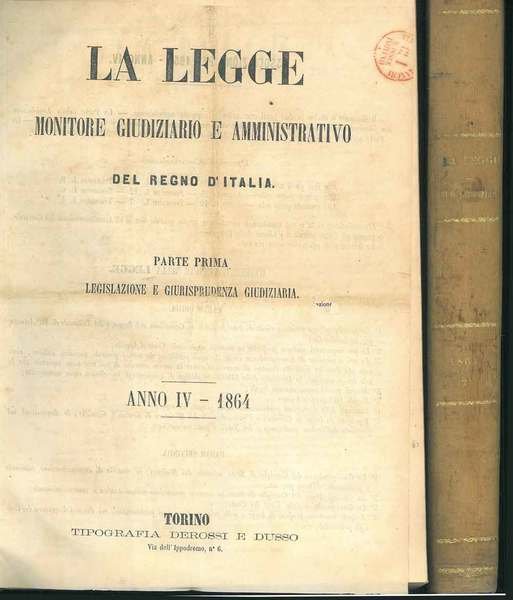 LA LEGGE
MONITORE GIUDIZIARIO E AMMINISTRATIVO
DEL REGNO D'ITALIA.
PARTE PRIMA
LEGISLAZIONE E GIURISPRUDENZA GIUDIZIARIA.
ANNO IV - 1864
TORINO
TIPOGRAFIA DEROSSI E DUSSO
Via dell'Ippodromo, n° 6.
LA LEGGE